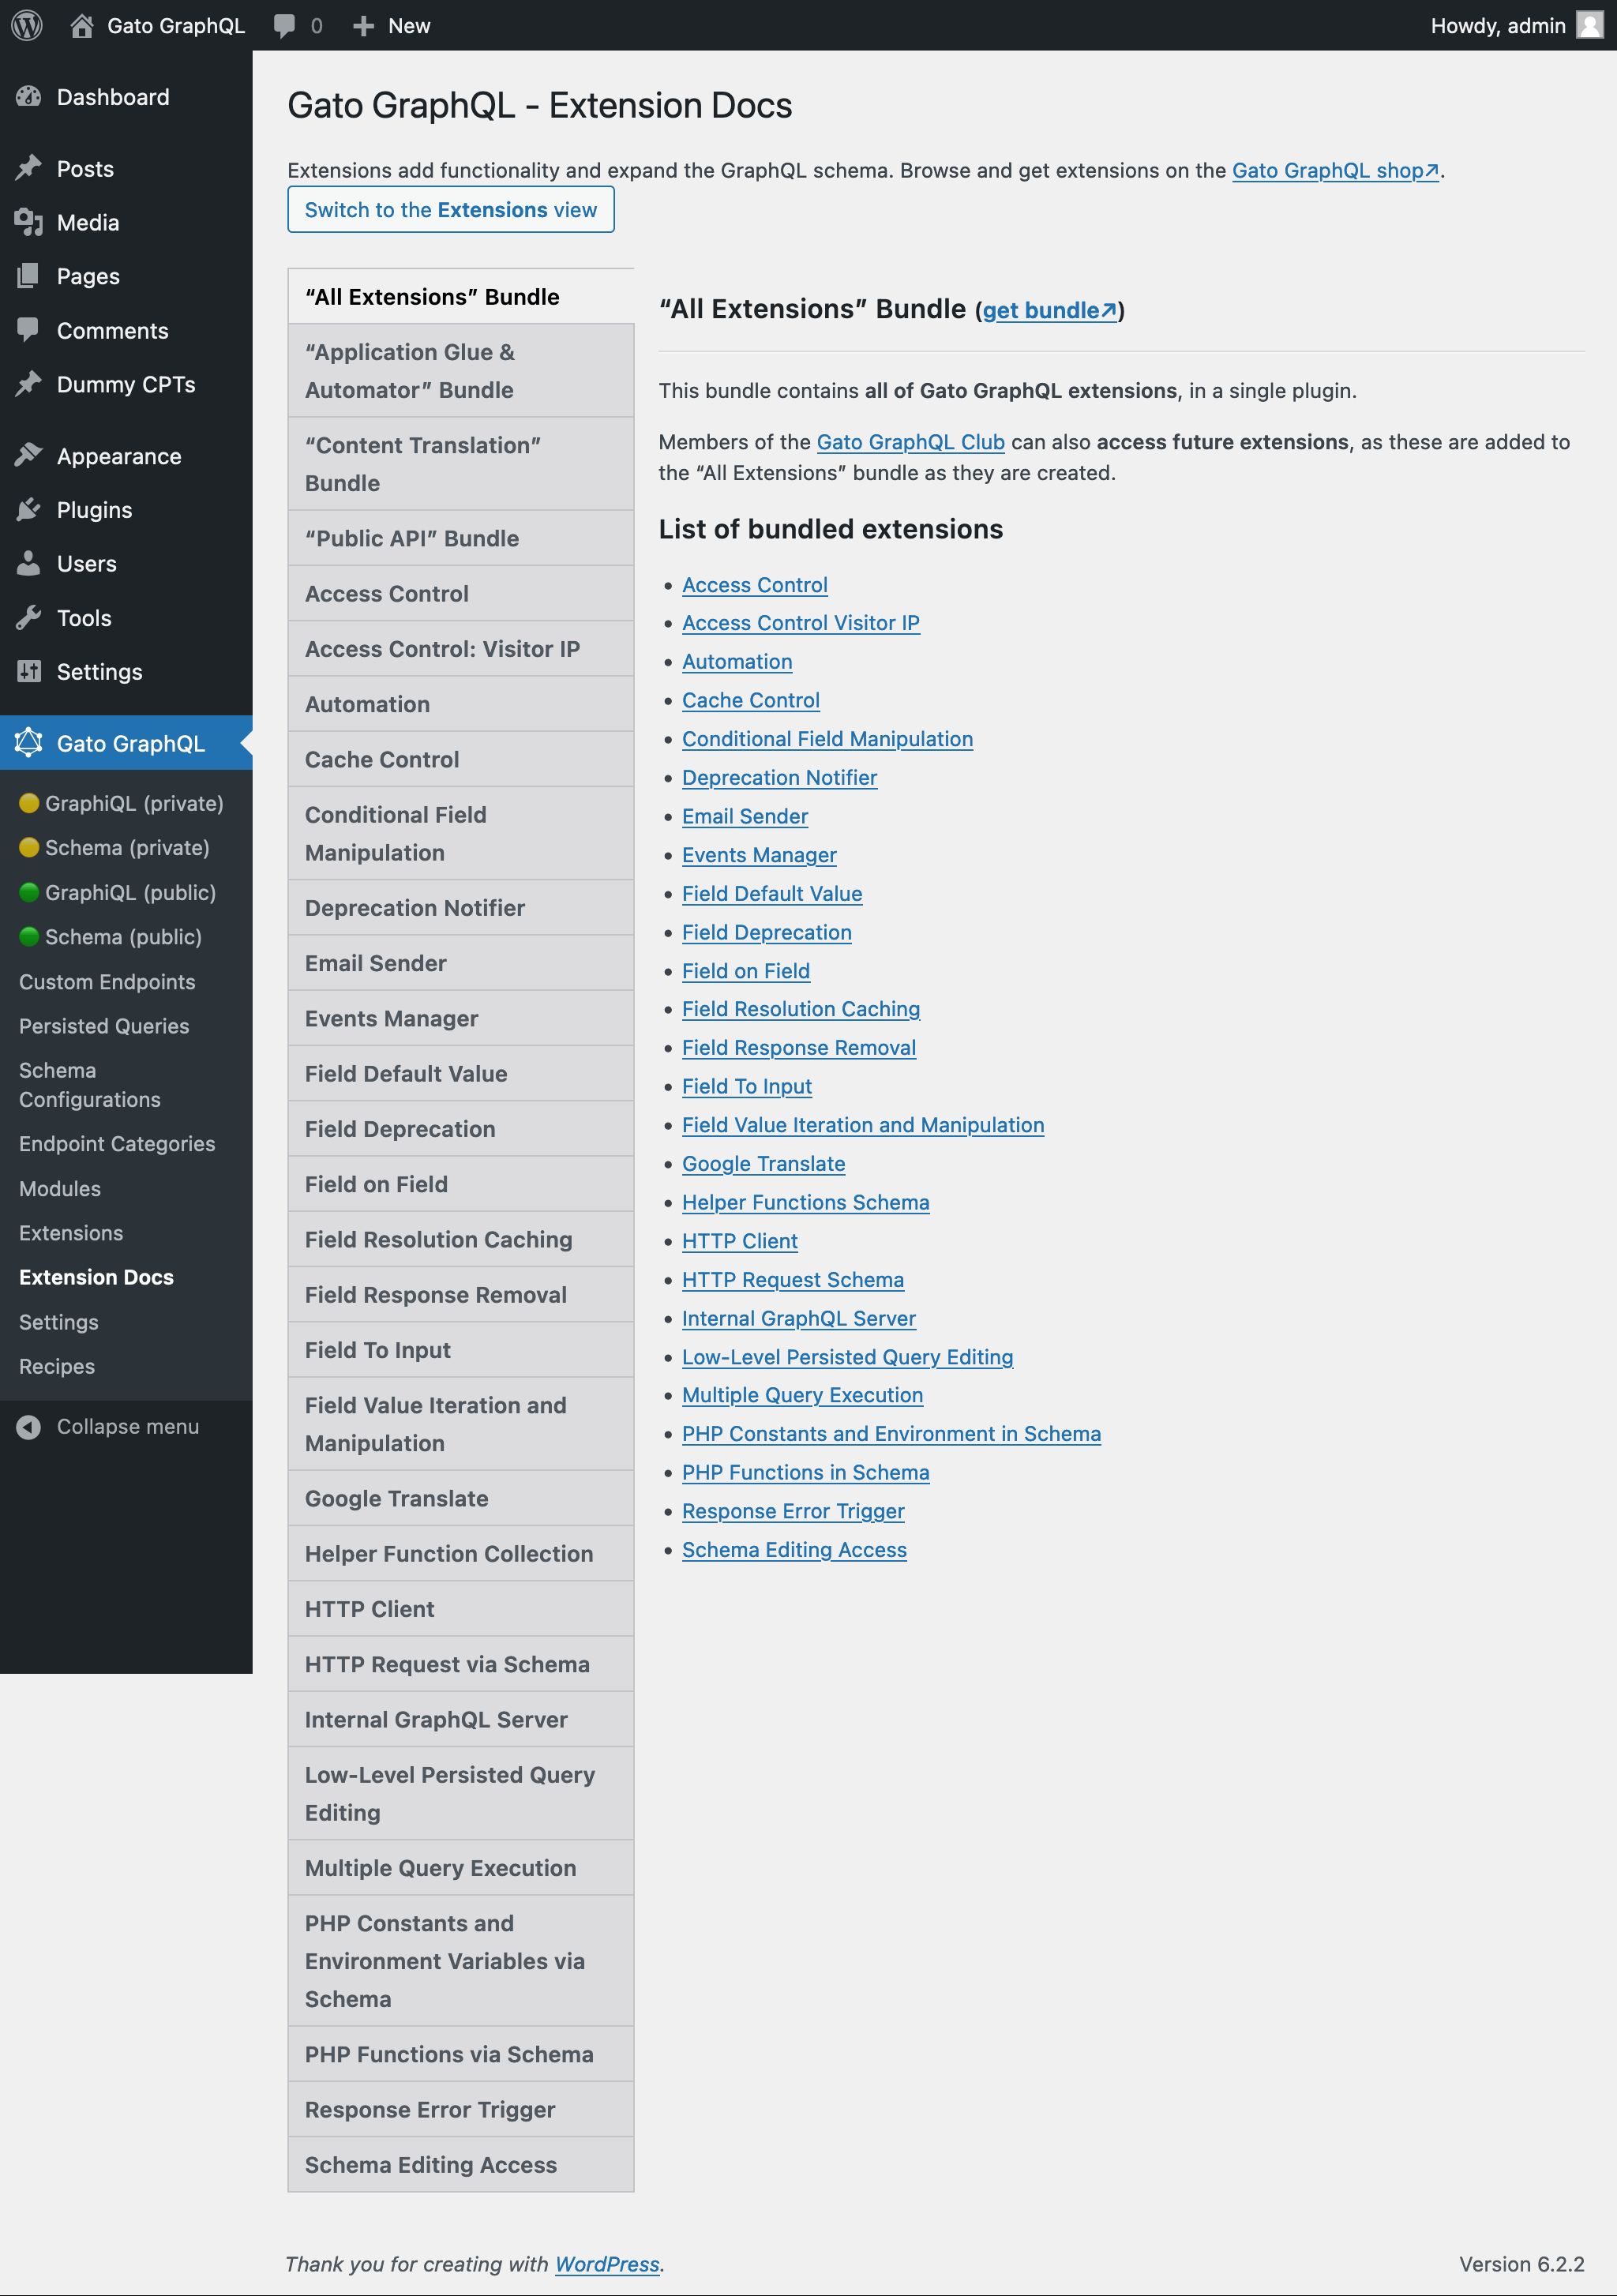 Gato GraphQL 0 New Howdy, admin
Dashboard
Posts
Media
Pages
Comments
Dummy CPTs
Appearance
Plugins
Users
Tools
Settings
Gato GraphQL
GraphiQL (private)
Schema (private)
GraphiQL (public)
Schema (public)
Custom Endpoints
Persisted Queries
Schema
Configurations
Endpoint Categories
Modules
Extensions
Extension Docs
Settings
Recipes
Collapse menu
Gato GraphQL - Extension Docs
Extensions add functionality and expand the GraphQL schema. Browse and get extensions on the Gato GraphQL shop↗.
Switch to the Extensions view
“All Extensions” Bundle
“Application Glue &
Automator” Bundle
“Content Translation”
Bundle
“Public API” Bundle
Access Control
Access Control: Visitor IP
Automation
Cache Control
Conditional Field
Manipulation
Deprecation Notifier
Email Sender
Events Manager
Field Default Value
Field Deprecation
Field on Field
Field Resolution Caching
Field Response Removal
Field To Input
Field Value Iteration and
Manipulation
Google Translate
Helper Function Collection
HTTP Client
HTTP Request via Schema
Internal GraphQL Server
Low-Level Persisted Query
Editing
Multiple Query Execution
PHP Constants and
Environment Variables via
Schema
PHP Functions via Schema
Response Error Trigger
Schema Editing Access
“All Extensions” Bundle (get bundle↗)
This bundle contains all of Gato GraphQL extensions, in a single plugin.
Members of the Gato GraphQL Club can also access future extensions, as these are added to
the “All Extensions” bundle as they are created.
List of bundled extensions
• Access Control
• Access Control Visitor IP
• Automation
• Cache Control
• Conditional Field Manipulation
• Deprecation Notifier
• Email Sender
• Events Manager
• Field Default Value
• Field Deprecation
• Field on Field
• Field Resolution Caching
• Field Response Removal
• Field To Input
• Field Value Iteration and Manipulation
• Google Translate
• Helper Functions Schema
• HTTP Client
• HTTP Request Schema
• Internal GraphQL Server
• Low-Level Persisted Query Editing
• Multiple Query Execution
• PHP Constants and Environment in Schema
• PHP Functions in Schema
• Response Error Trigger
• Schema Editing Access
Thank you for creating with WordPress.
Version 6.2.2